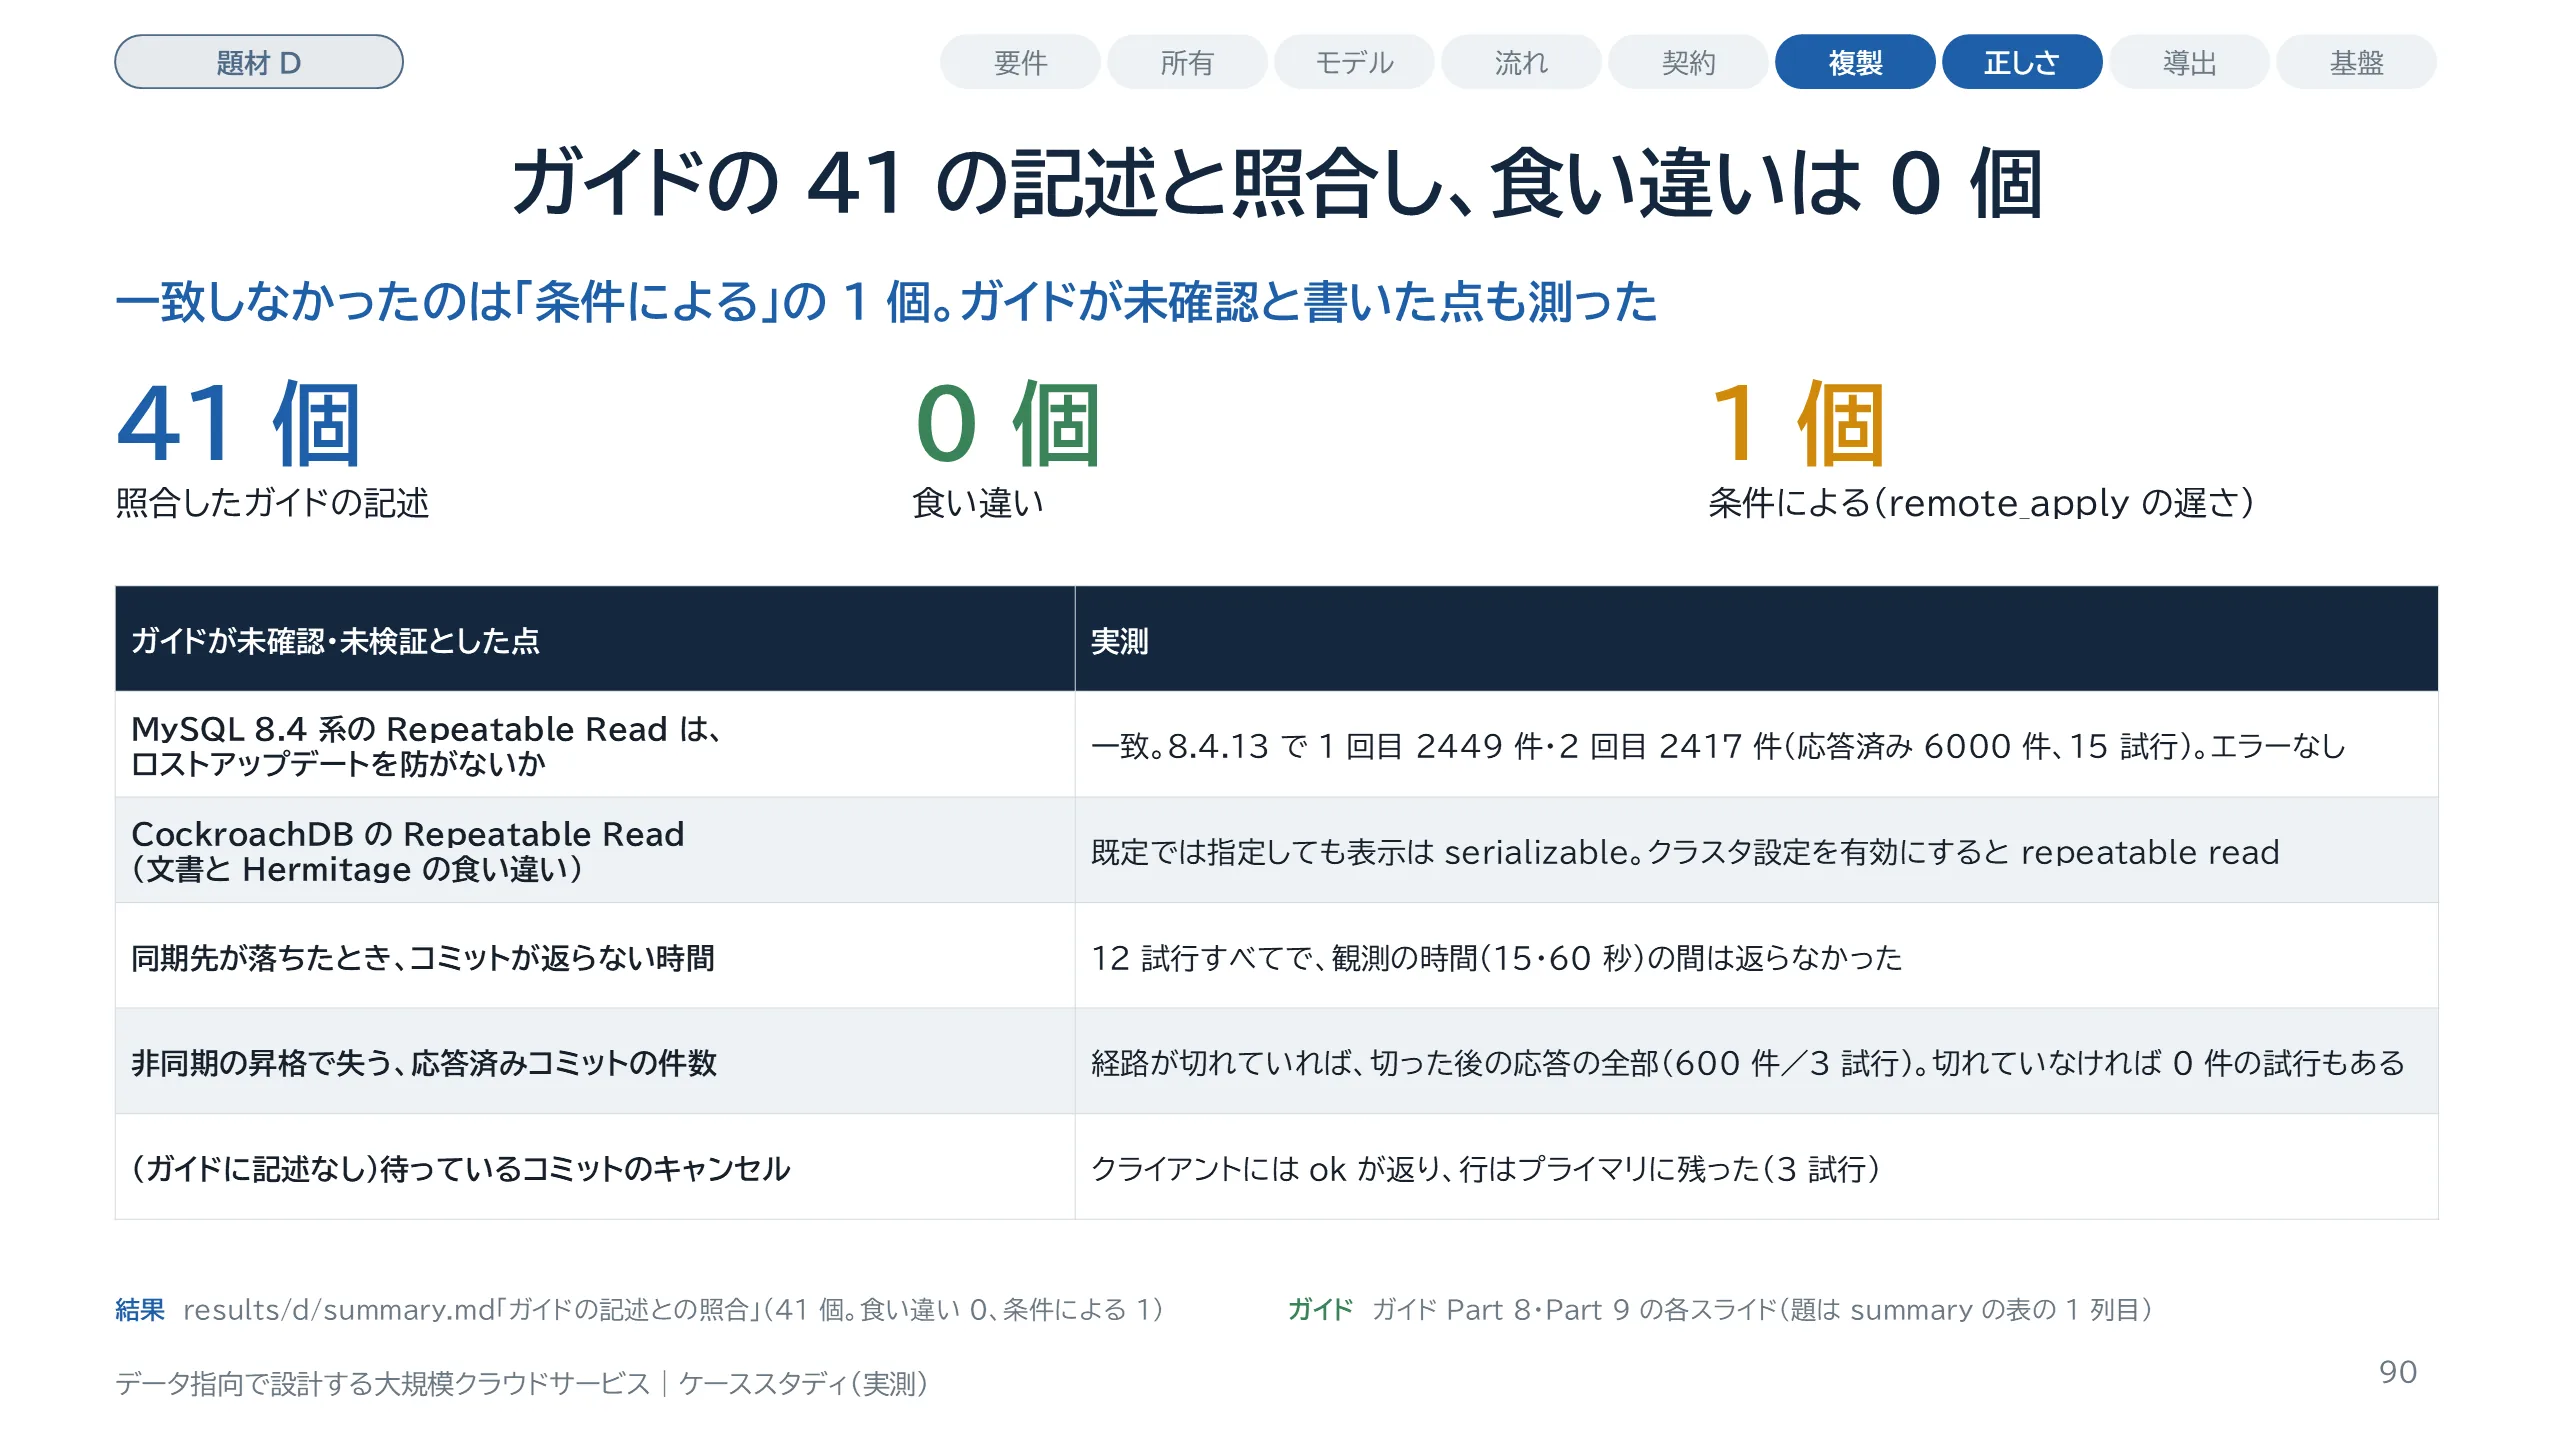 題材 D
要件
所有
モデル
流れ
契約
複製
正しさ
導出
基盤
ガイドの 41 の記述と照合し、食い違いは 0 個
一致しなかったのは「条件による」の 1 個。ガイドが未確認と書いた点も測った
41 個
照合したガイドの記述
0 個
食い違い
1 個
条件による（remote_apply の遅さ）
ガイドが未確認・未検証とした点
実測
MySQL 8.4 系の Repeatable Read は、
ロストアップデートを防がないか
一致。8.4.13 で 1 回目 2449 件・2 回目 2417 件（応答済み 6000 件、15 試行）。エラーなし
CockroachDB の Repeatable Read
（文書と Hermitage の食い違い）
既定では指定しても表示は serializable。クラスタ設定を有効にすると repeatable read
同期先が落ちたとき、コミットが返らない時間
12 試行すべてで、観測の時間（15・60 秒）の間は返らなかった
非同期の昇格で失う、応答済みコミットの件数
経路が切れていれば、切った後の応答の全部（600 件／3 試行）。切れていなければ 0 件の試行もある
（ガイドに記述なし）待っているコミットのキャンセル
クライアントには ok が返り、行はプライマリに残った（3 試行）
結果 results/d/summary.md「ガイドの記述との照合」（41 個。食い違い 0、条件による 1）
ガイド ガイド Part 8・Part 9 の各スライド（題は summary の表の 1 列目）
データ指向で設計する大規模クラウドサービス｜ケーススタディ（実測）
90